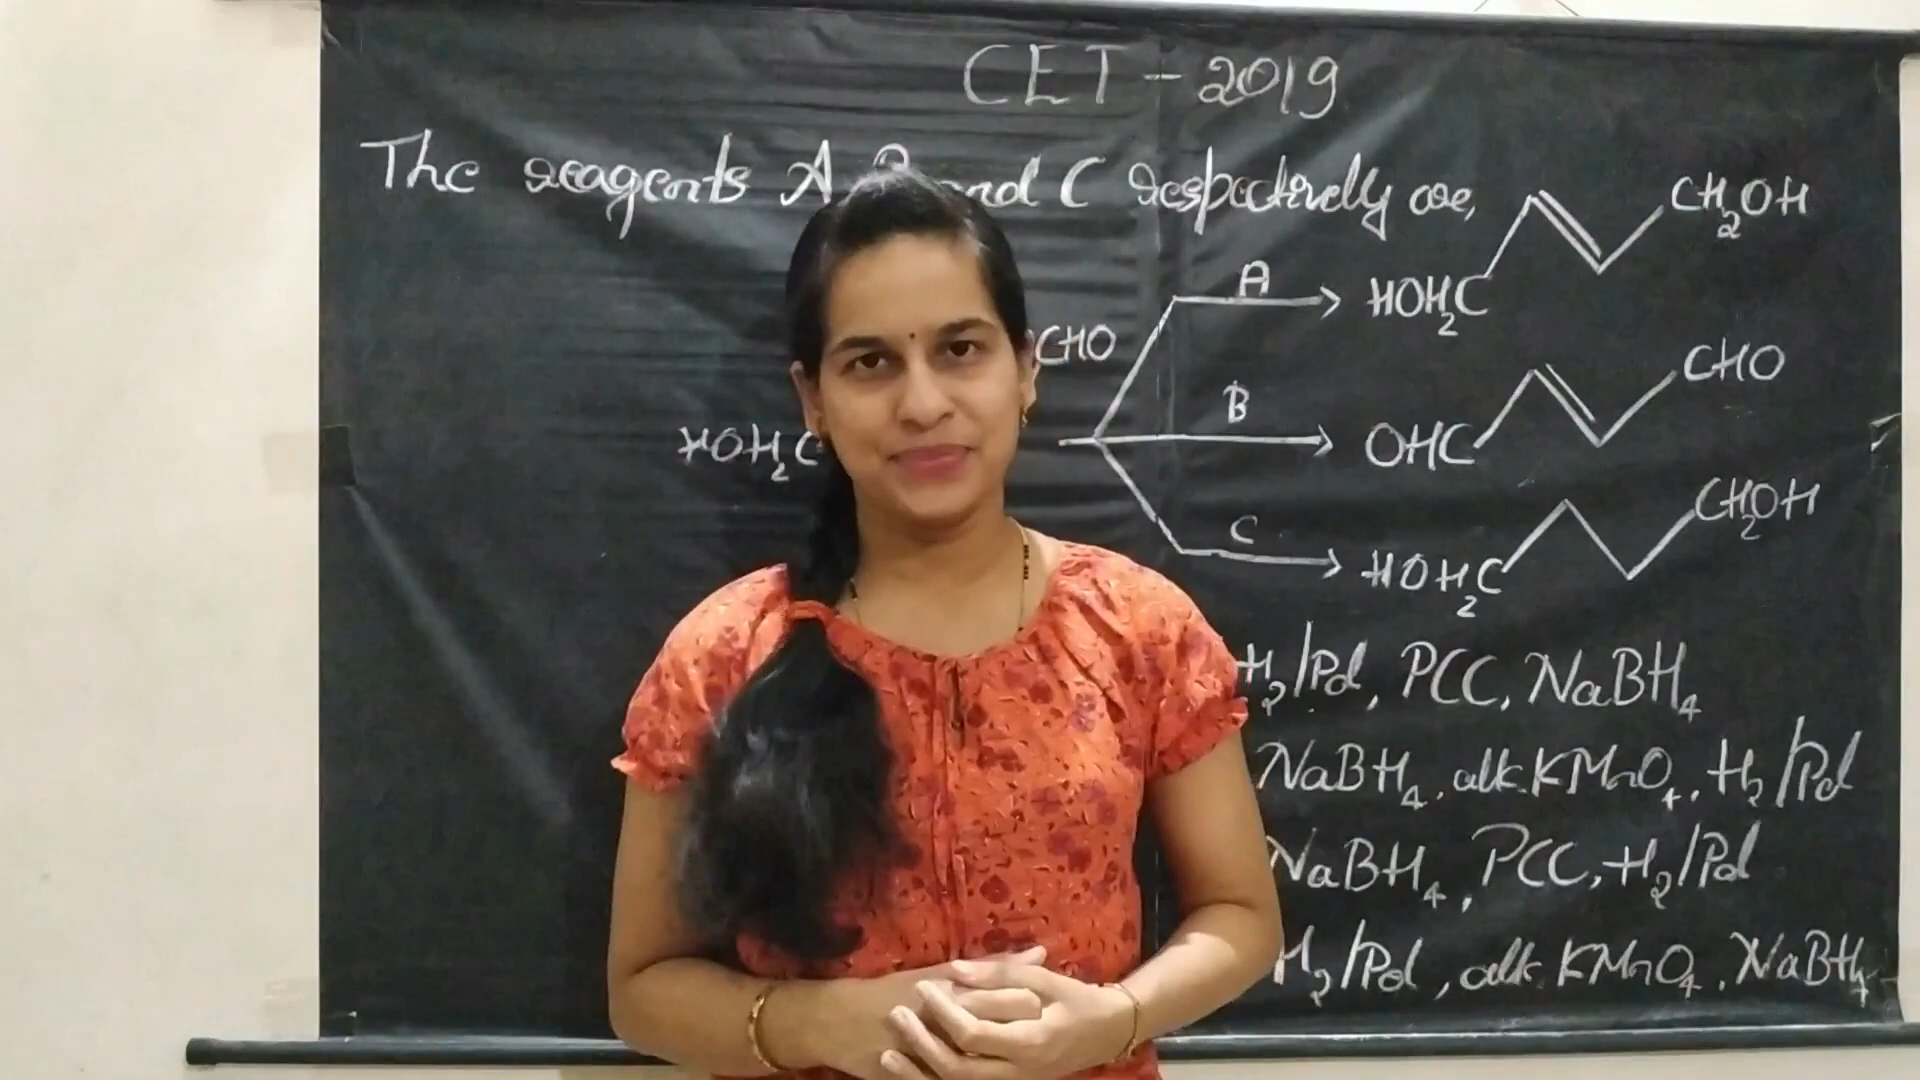 CET - 2019
The reagents A and C respectively are,
CH2OH
A
HOH2C
CHO
CHO
B
HOH2C
OHC
CH2OH
C
HOH2C
H2/Pd, PCC, NaBH4
NaBH4, alk. KMnO4, H2/Pd
NaBH4, PCC, H2/Pd
H2/Pd, alk KMnO4, NaBH4